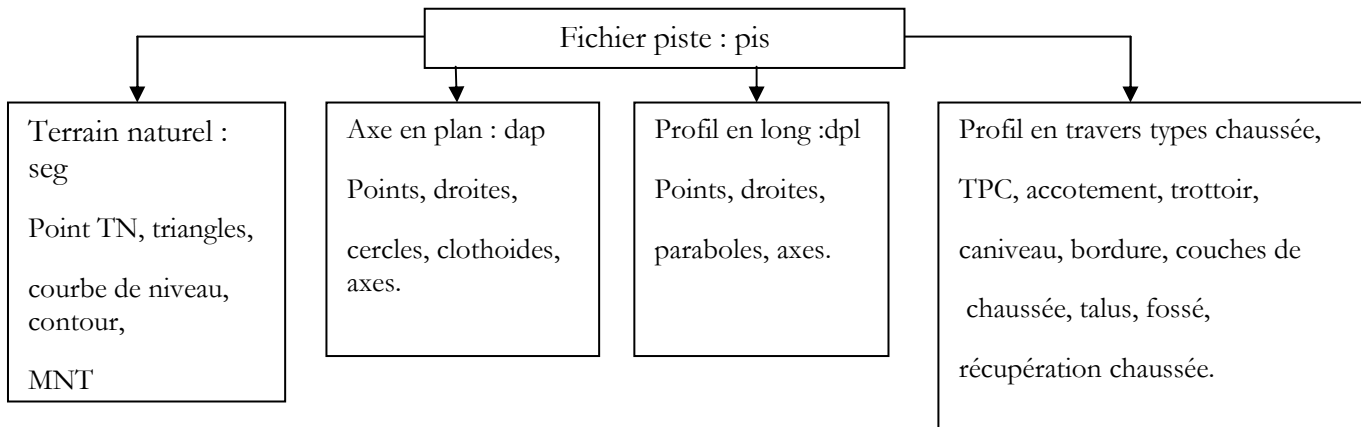 Fichier piste : pis
Terrain naturel :
seg
Point TN, triangles,
courbe de niveau,
contour,
MNT
Axe en plan : dap
Points, droites,
cercles, clothoides,
axes.
Profil en long :dpl
Points, droites,
paraboles, axes.
Profil en travers types chaussée,
TPC, accotement, trottoir,
caniveau, bordure, couches de
chaussée, talus, fossé,
récupération chaussée.